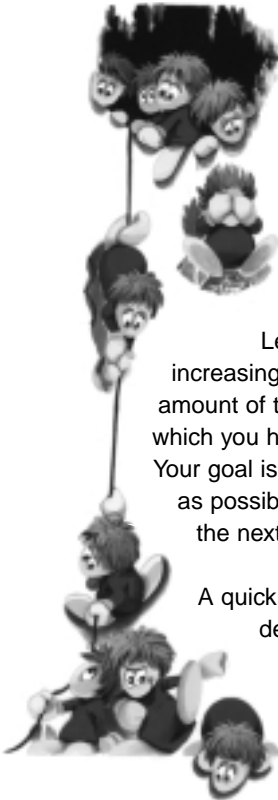 Le
increasing
amount of t
which you h
Your goal is
as possib
the next
A quick
de